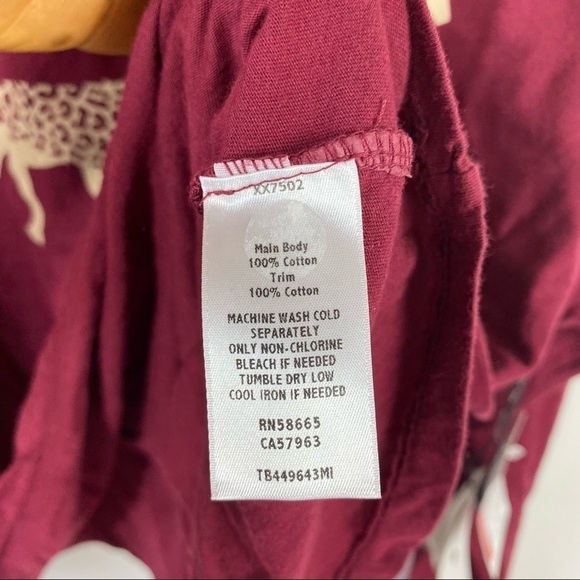 XX7502
Main Body
100% Cotton
Trim
100% Cotton
MACHINE WASH COLD
SEPARATELY
ONLY NON-CHLORINE
BLEACH IF NEEDED
TUMBLE DRY LOW
COOL IRON IF NEEDED
RN58665
CA57963
TB449643MI